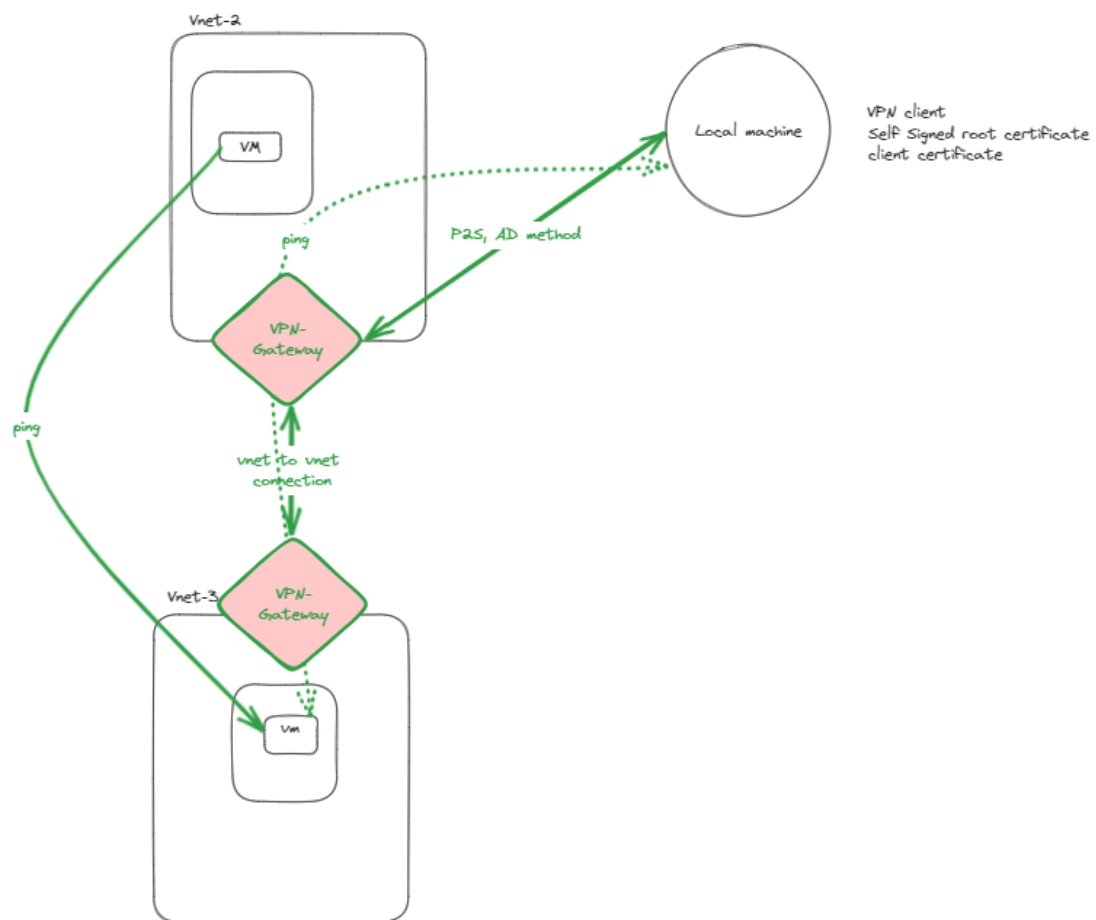 Vnet-2
VM
Local machine
VPN client
Self Signed root certificate
client certificate
ping
P2S, AD method
VPN-
Gateway
ping
vnet to vnet
connection
Vnet-3
VPN-
Gateway
Vm